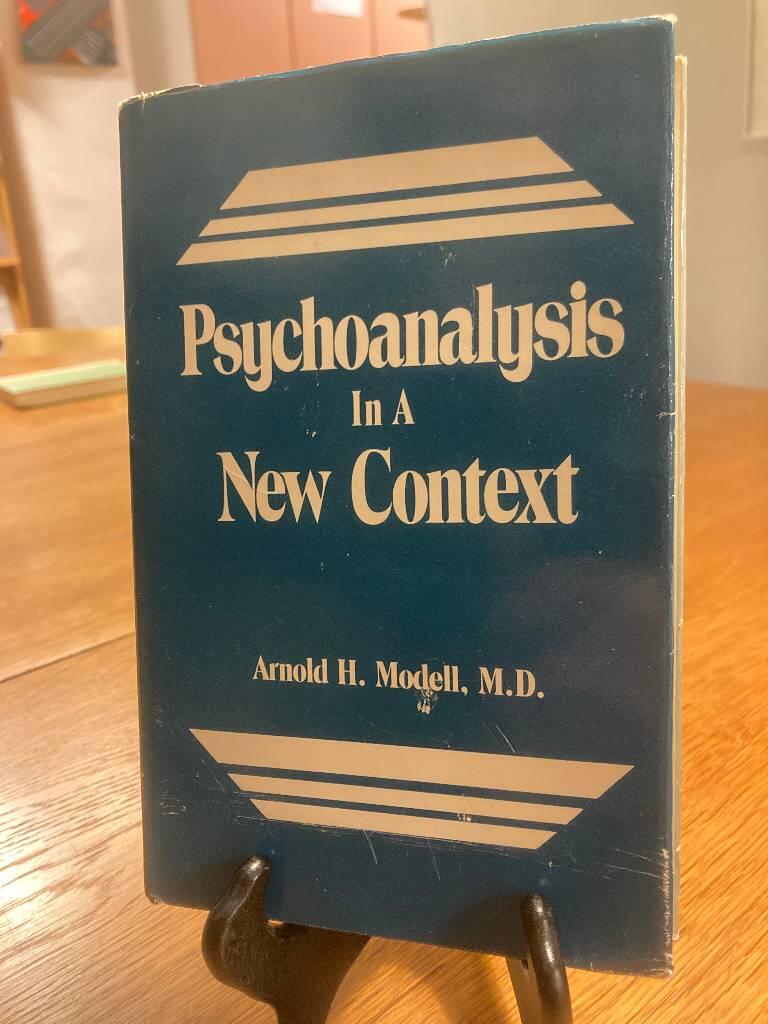 Psychoanalysis
In A
New Context
Arnold H. Modell, M.D.